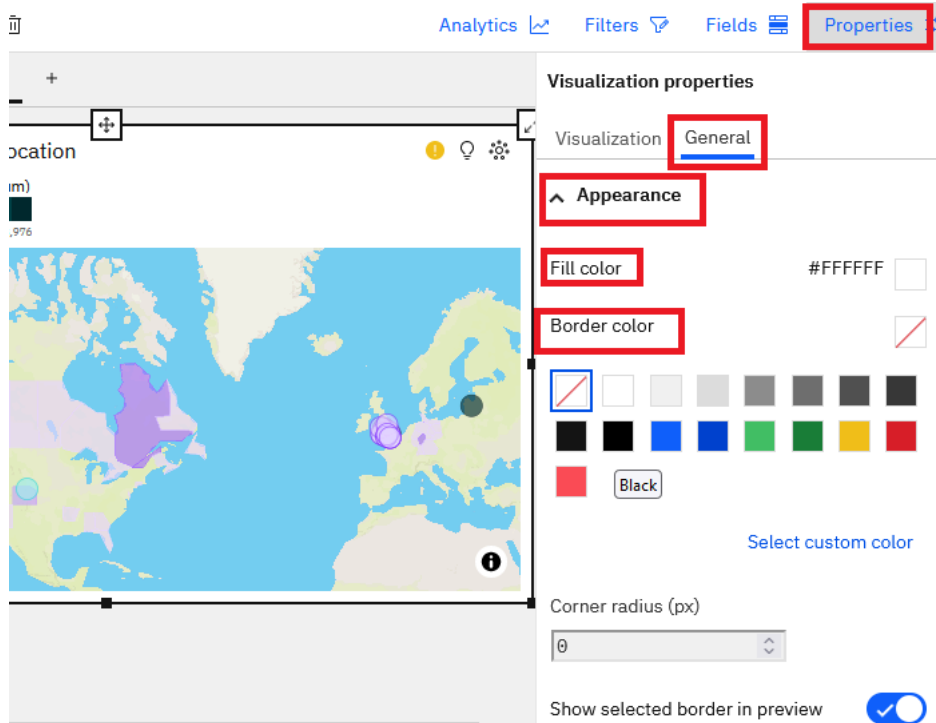 Analytics
Filters
Fields
Properties
+
Visualization properties
Visualization
General
ocation
um)
,976
Appearance
Fill color
#FFFFFF
Border color
Black
Select custom color
Corner radius (px)
0
Show selected border in preview